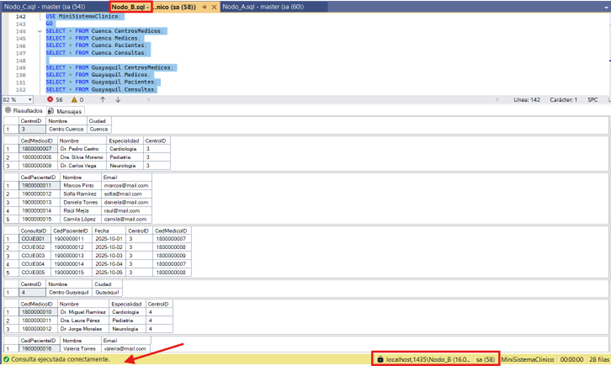 Nodo_C.sql - master (sa (54)) Nodo_B.sql - ...nico (sa (58)) Nodo_A.sql - master (sa (60))
142 USE MiniSistemaClinico;
143 GO
144 SELECT * FROM Cuenca.CentrosMedicos;
145 SELECT * FROM Cuenca.Medicos;
146 SELECT * FROM Cuenca.Pacientes;
147 SELECT * FROM Cuenca.Consultas;
148
149 SELECT * FROM Guayaquil.CentrosMedicos;
150 SELECT * FROM Guayaquil.Medicos;
151 SELECT * FROM Guayaquil.Pacientes;
152 SELECT * FROM Guayaquil.Consultas;
82 % 56 0 Línea: 142 Carácter: 1 SPC
Resultados Mensajes
CentroID Nombre Ciudad
1 3 Centro Cuenca Cuenca
CedMedicoID Nombre Especialidad CentroID
1 1800000007 Dr. Pedro Castro Cardiología 3
2 1800000008 Dra. Silvia Moreno Pediatría 3
3 1800000009 Dr. Carlos Vega Neurología 3
CedPacienteID Nombre Email
1 1900000011 Marcos Pinto marcos@mail.com
2 1900000012 Sofía Ramírez sofia@mail.com
3 1900000013 Daniela Torres daniela@mail.com
4 1900000014 Raúl Mejía raul@mail.com
5 1900000015 Camila López camila@mail.com
ConsultaID CedPacienteID Fecha CentroID CedMedicoID
1 CCUE001 1900000011 2025-10-01 3 1800000007
2 CCUE002 1900000012 2025-10-02 3 1800000008
3 CCUE003 1900000013 2025-10-03 3 1800000009
4 CCUE004 1900000014 2025-10-04 3 1800000007
5 CCUE005 1900000015 2025-10-05 3 1800000008
CentroID Nombre Ciudad
1 4 Centro Guayaquil Guayaquil
CedMedicoID Nombre Especialidad CentroID
1 1800000010 Dr. Miguel Ramírez Cardiología 4
2 1800000011 Dra. Laura Pérez Pediatría 4
3 1800000012 Dr. Jorge Morales Neurología 4
CedPacienteID Nombre Email
1 1900000016 Valeria Torres valeria@mail.com
Consulta ejecutada correctamente. localhost,1435\Nodo_B (16.0... sa (58) MiniSistemaClinico 00:00:00 28 filas